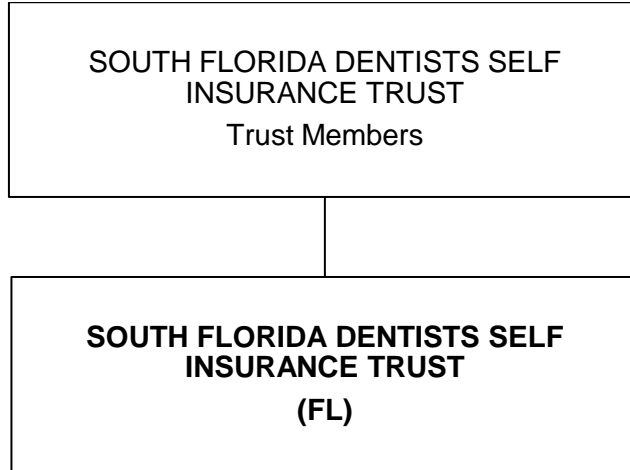 SOUTH FLORIDA DENTISTS SELF
INSURANCE TRUST
Trust Members
SOUTH FLORIDA DENTISTS SELF
INSURANCE TRUST
(FL)